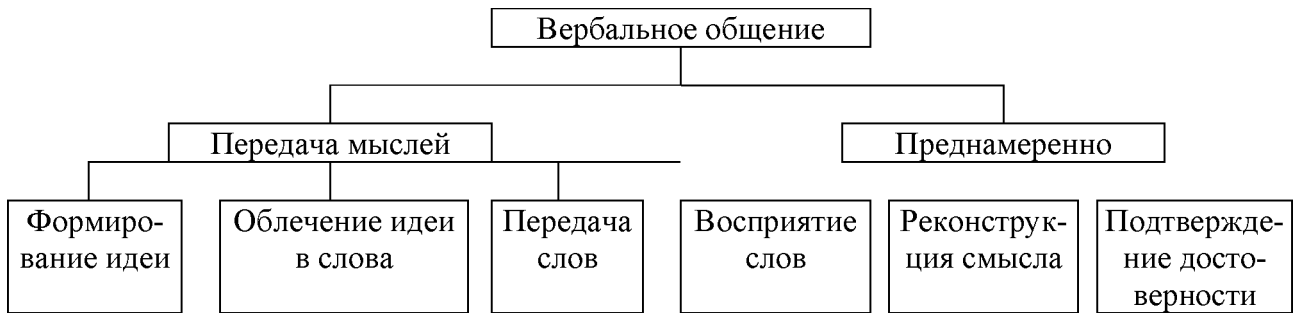 Вербальное общение
Передача мыслей
Преднамеренно
Формиро-
вание идеи
Облечение идеи
в слова
Передача
слов
Восприятие
слов
Реконструк-
ция смысла
Подтвержде-
ние досто-
верности